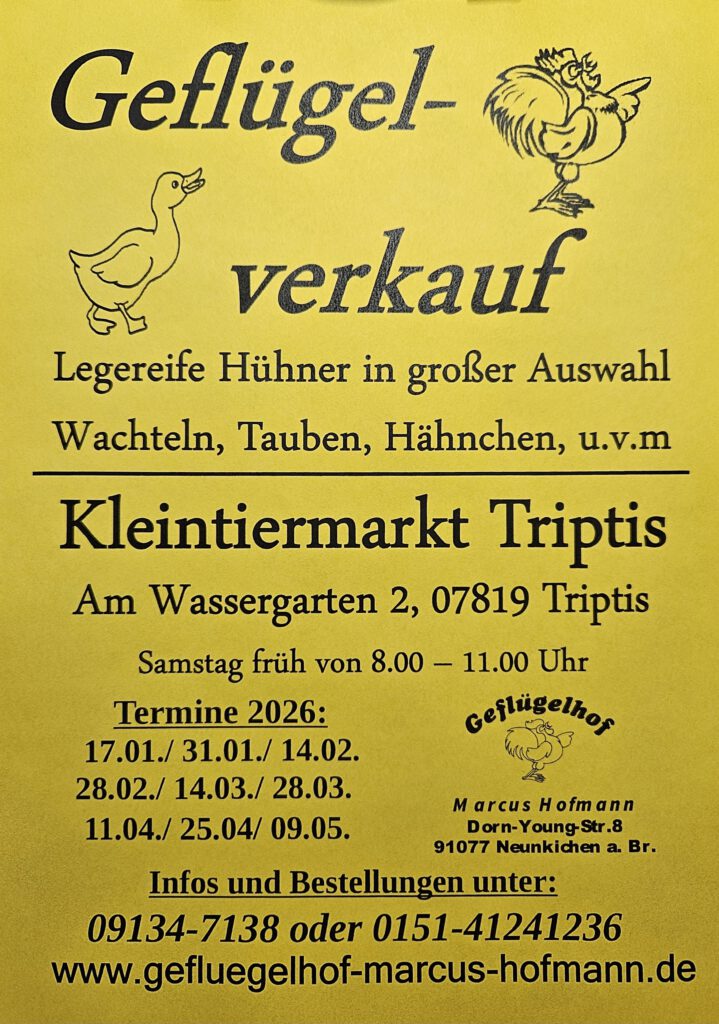 Geflügel-
verkauf
Legereife Hühner in großer Auswahl
Wachteln, Tauben, Hähnchen, u.v.m
Kleintiermarkt Triptis
Am Wassergarten 2, 07819 Triptis
Samstag früh von 8.00 – 11.00 Uhr
Termine 2026:
17.01./ 31.01./ 14.02.
28.02./ 14.03./ 28.03.
11.04./ 25.04/ 09.05.
Geflügelhof
Marcus Hofmann
Dorn-Young-Str.8
91077 Neunkichen a. Br.
Infos und Bestellungen unter:
09134-7138 oder 0151-41241236
www.gefluegelhof-marcus-hofmann.de